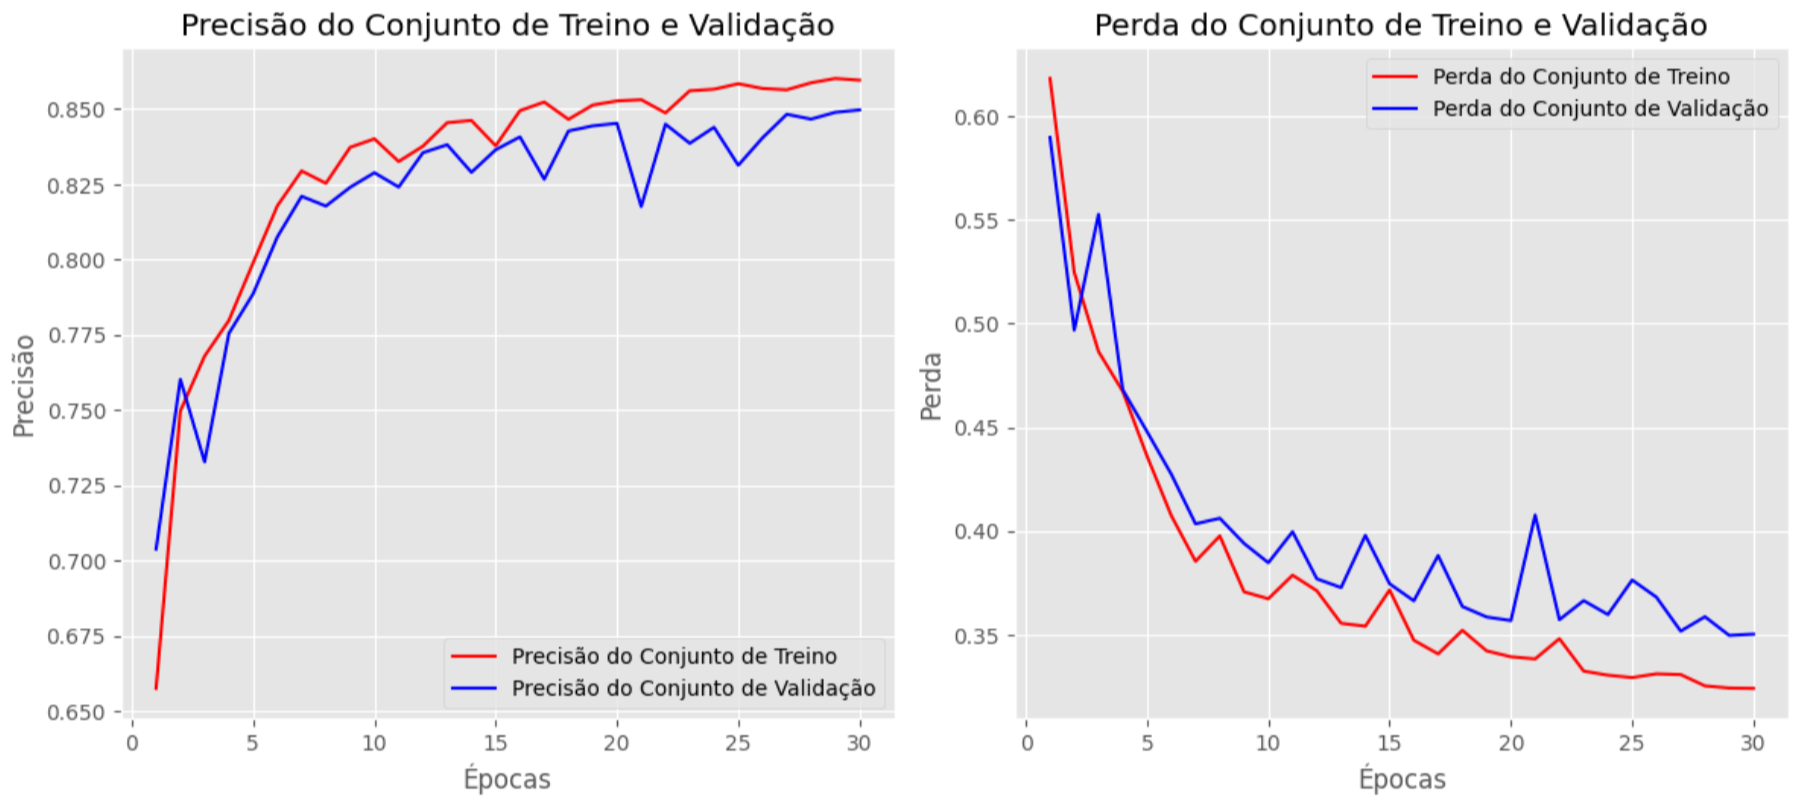 Precisão do Conjunto de Treino e Validação
0.850
0.825
0.800
0.775
0.750
0.725
0.700
0.675
0.650
Precisão
Precisão do Conjunto de Treino
Precisão do Conjunto de Validação
0 5 10 15 20 25 30
Épocas
Perda do Conjunto de Treino e Validação
Perda do Conjunto de Treino
Perda do Conjunto de Validação
0.60
0.55
0.50
0.45
0.40
0.35
Perda
0 5 10 15 20 25 30
Épocas